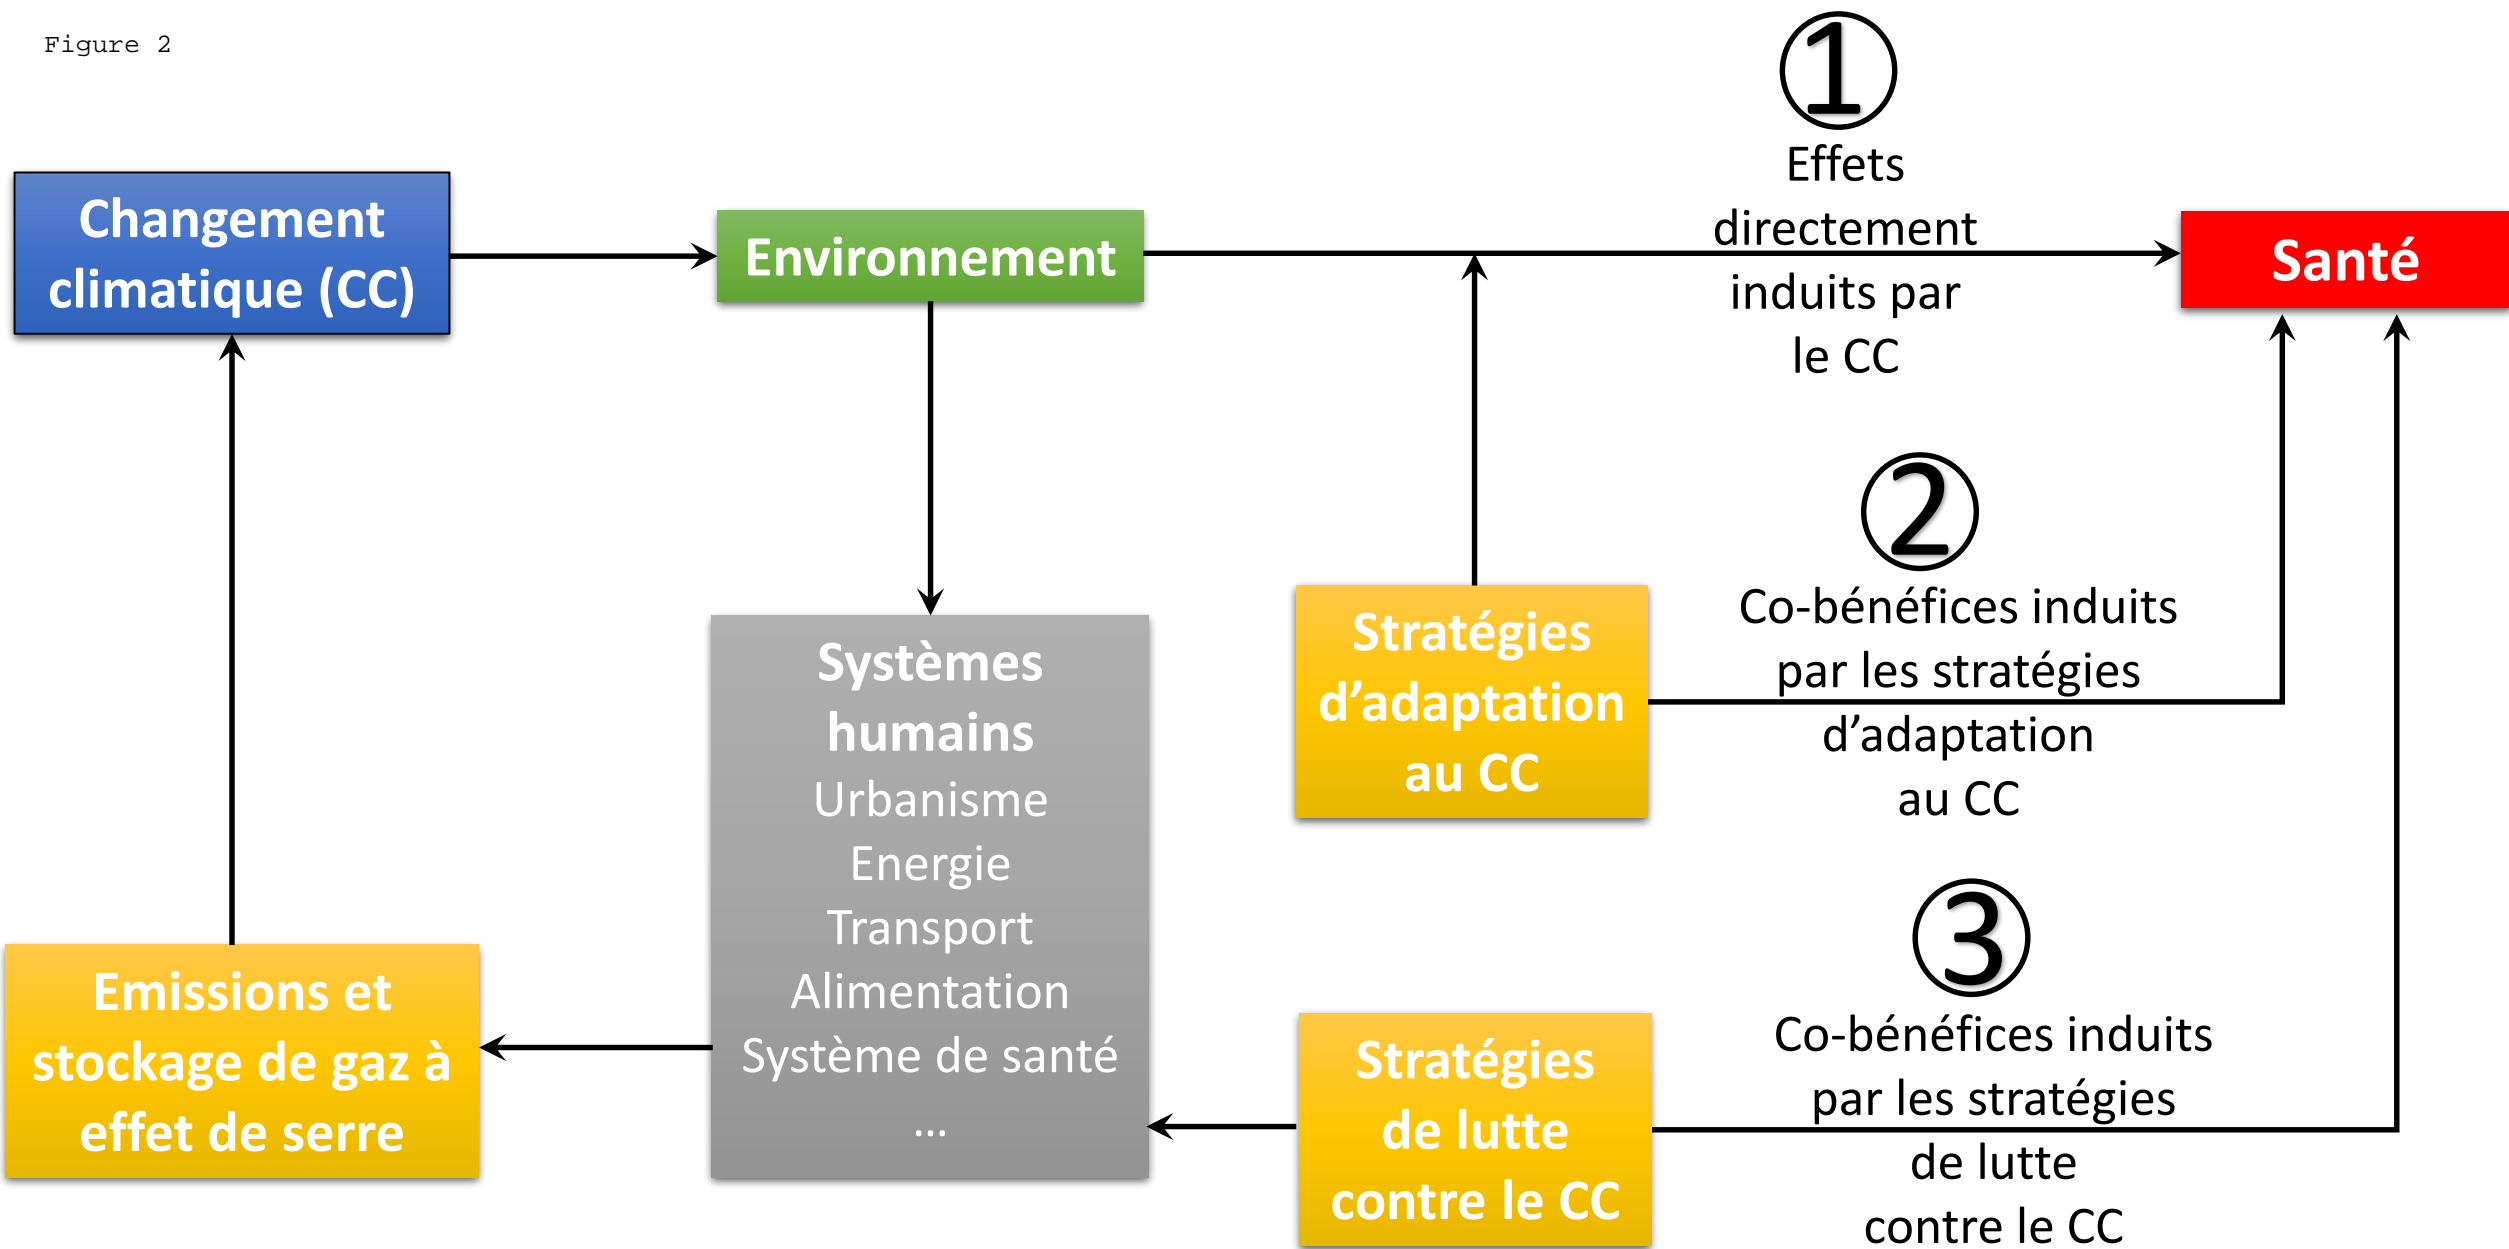 Figure 2
1
Effets
directement
induits par
le CC
Changement
climatique (CC)
Environnement
Santé
2
Co-bénéfices induits
par les stratégies
d’adaptation
au CC
Stratégies
d’adaptation
au CC
Systèmes
humains
Urbanisme
Energie
Transport
Alimentation
Système de santé
...
Emissions et
stockage de gaz à
effet de serre
3
Co-bénéfices induits
par les stratégies
de lutte
contre le CC
Stratégies
de lutte
contre le CC